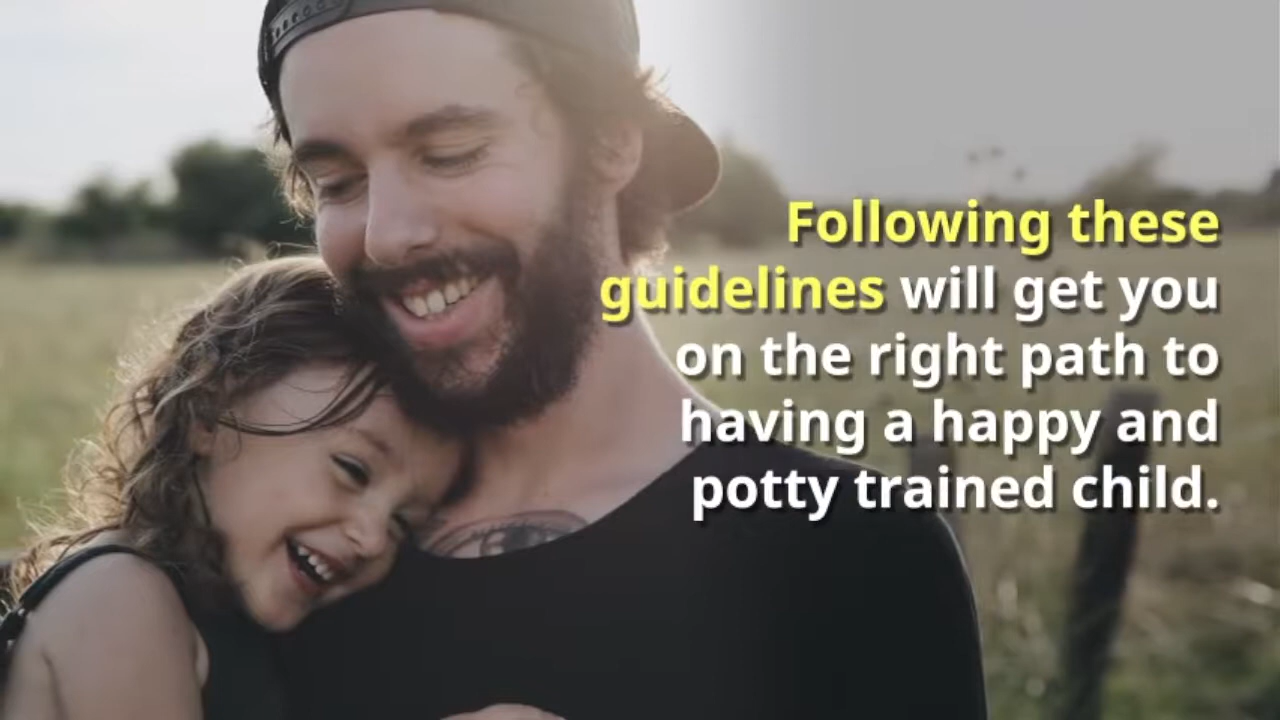 Following these
guidelines will get you
on the right path to
having a happy and
potty trained child.